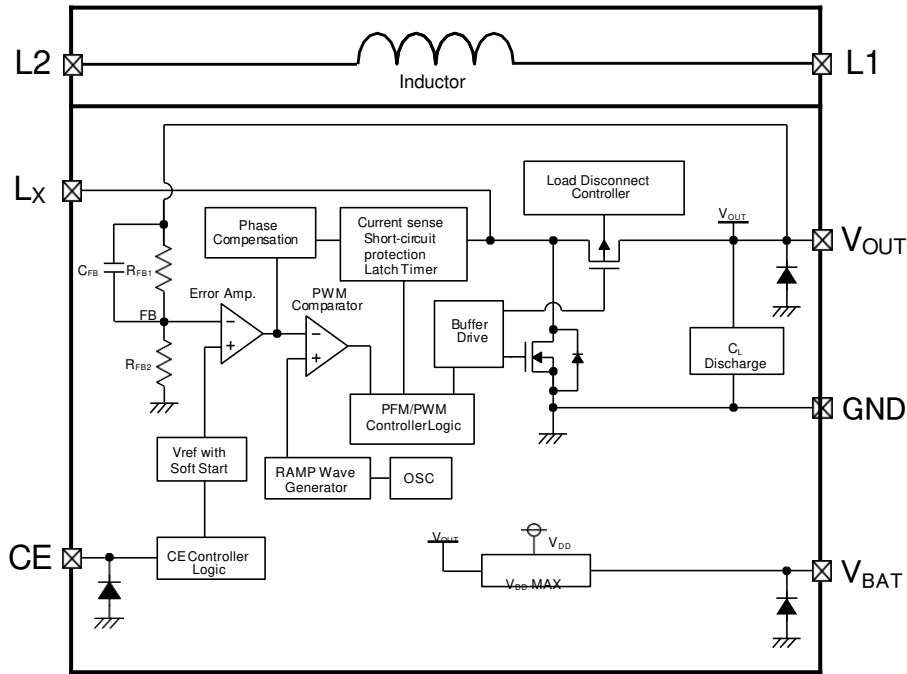 L2
L1
Inductor
LX
Load Disconnect
Controller
Phase
Compensation
Current sense
Short-circuit
protection
Latch Timer
VOUT
VOUT
CFB
RFB1
Error Amp.
PWM
Comparator
FB
Buffer
Drive
RFB2
CL
Discharge
PFM/PWM
ControllerLogic
GND
Vref with
Soft Start
RAMP Wave
Generator
OSC
CE
CE Controller
Logic
VOUT
VDD
VDD MAX
VBAT